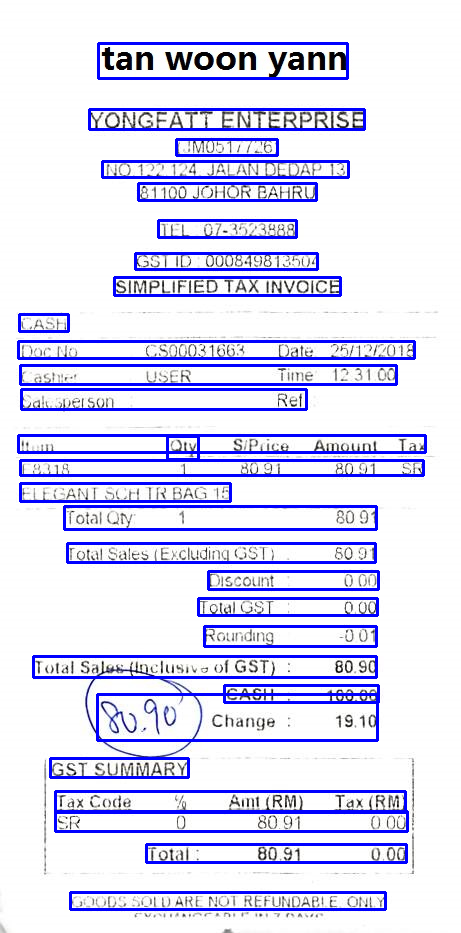 tan woon yann
YONGFATT ENTERPRISE
(JM0517726)
NO 122,124, JALAN DEDAP 13
81100 JOHOR BAHRU
TEL : 07-3523888
GST ID : 000849813504
SIMPLIFIED TAX INVOICE
CASH
Doc No CS00031663 Date 25/12/2018
Cashier USER Time 12:31:00
Salesperson : Ref :
Item Qty S/Price Amount Tax
E8318 1 80.91 80.91 SR
ELEGANT SCH TR BAG 15
Total Qty: 1 80.91
Total Sales (Excluding GST) : 80.91
Discount : 0.00
Total GST : 0.00
Rounding -0.01
Total Sales (Inclusive of GST) : 80.90
CASH : 100.00
80.90
Change : 19.10
GST SUMMARY
Tax Code % Amt (RM) Tax (RM)
SR 0 80.91 0.00
Total : 80.91 0.00
GOODS SOLD ARE NOT REFUNDABLE, ONLY
EXCHANGEABLE IN 7 DAYS